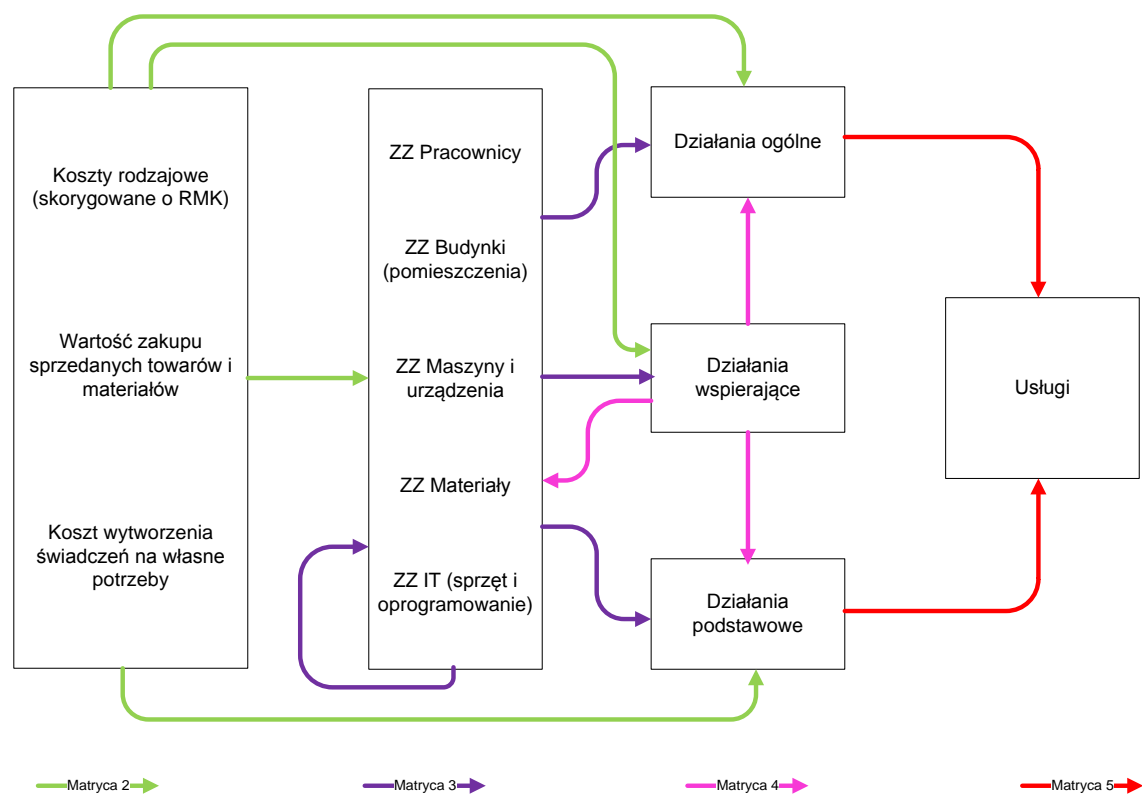 Koszty rodzajowe
(skorygowane o RMK)
Wartość zakupu
sprzedanych towarów i
materiałów
Koszt wytworzenia
świadczeń na własne
potrzeby
ZZ Pracownicy
ZZ Budynki
(pomieszczenia)
ZZ Maszyny i
urządzenia
ZZ Materiały
ZZ IT (sprzęt i
oprogramowanie)
Działania ogólne
Działania
wspierające
Działania
podstawowe
Usługi
Matryca 2
Matryca 3
Matryca 4
Matryca 5